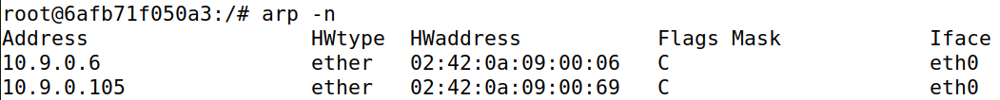 root@6afb71f050a3:/# arp -n
Address                  HWtype  HWaddress           Flags Mask            Iface
10.9.0.6                 ether   02:42:0a:09:00:06   C                     eth0
10.9.0.105               ether   02:42:0a:09:00:69   C                     eth0